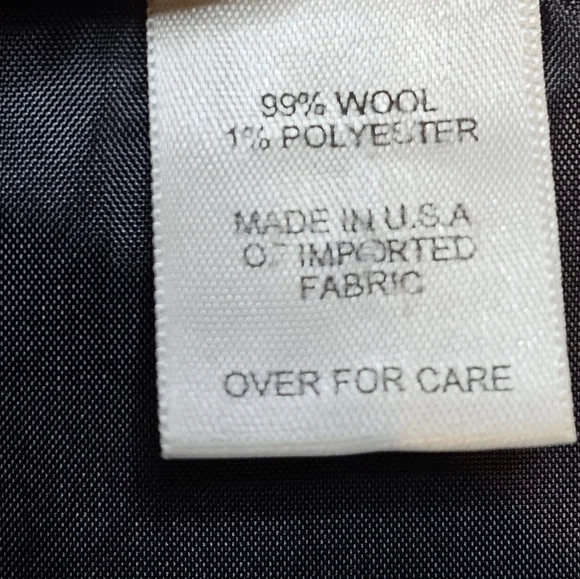 99% WOOL
1% POLYESTER
MADE IN U.S.A
OF IMPORTED
FABRIC
OVER FOR CARE